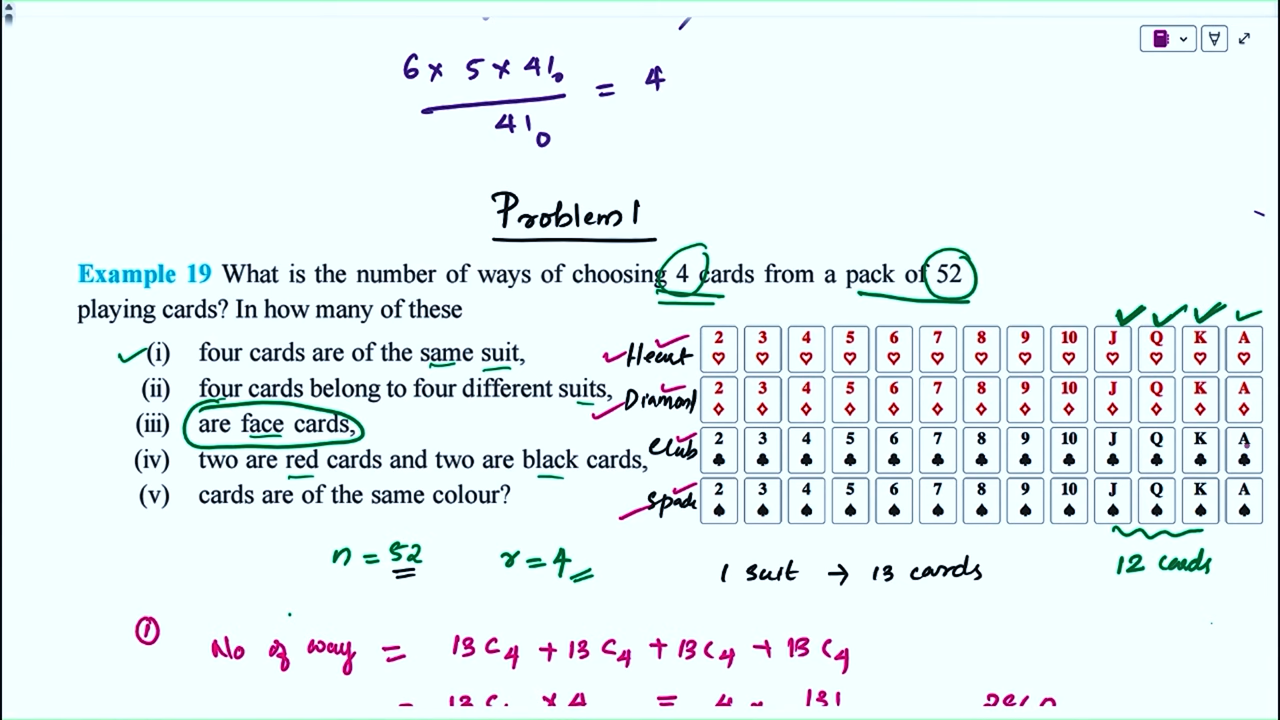 6 × 5 × 4!
= 4
4!
Problem 1
Example 19 What is the number of ways of choosing 4 cards from a pack of 52
playing cards? In how many of these
(i) four cards are of the same suit,
(ii) four cards belong to four different suits,
(iii) are face cards,
(iv) two are red cards and two are black cards,
(v) cards are of the same colour?
Heart 2 3 4 5 6 7 8 9 10 J Q K A
Diamond 2 3 4 5 6 7 8 9 10 J Q K A
Club 2 3 4 5 6 7 8 9 10 J Q K A
Spade 2 3 4 5 6 7 8 9 10 J Q K A
n = 52 r = 4
1 suit → 13 cards
12 cards
① No of way = 13C4 + 13C4 + 13C4 + 13C4